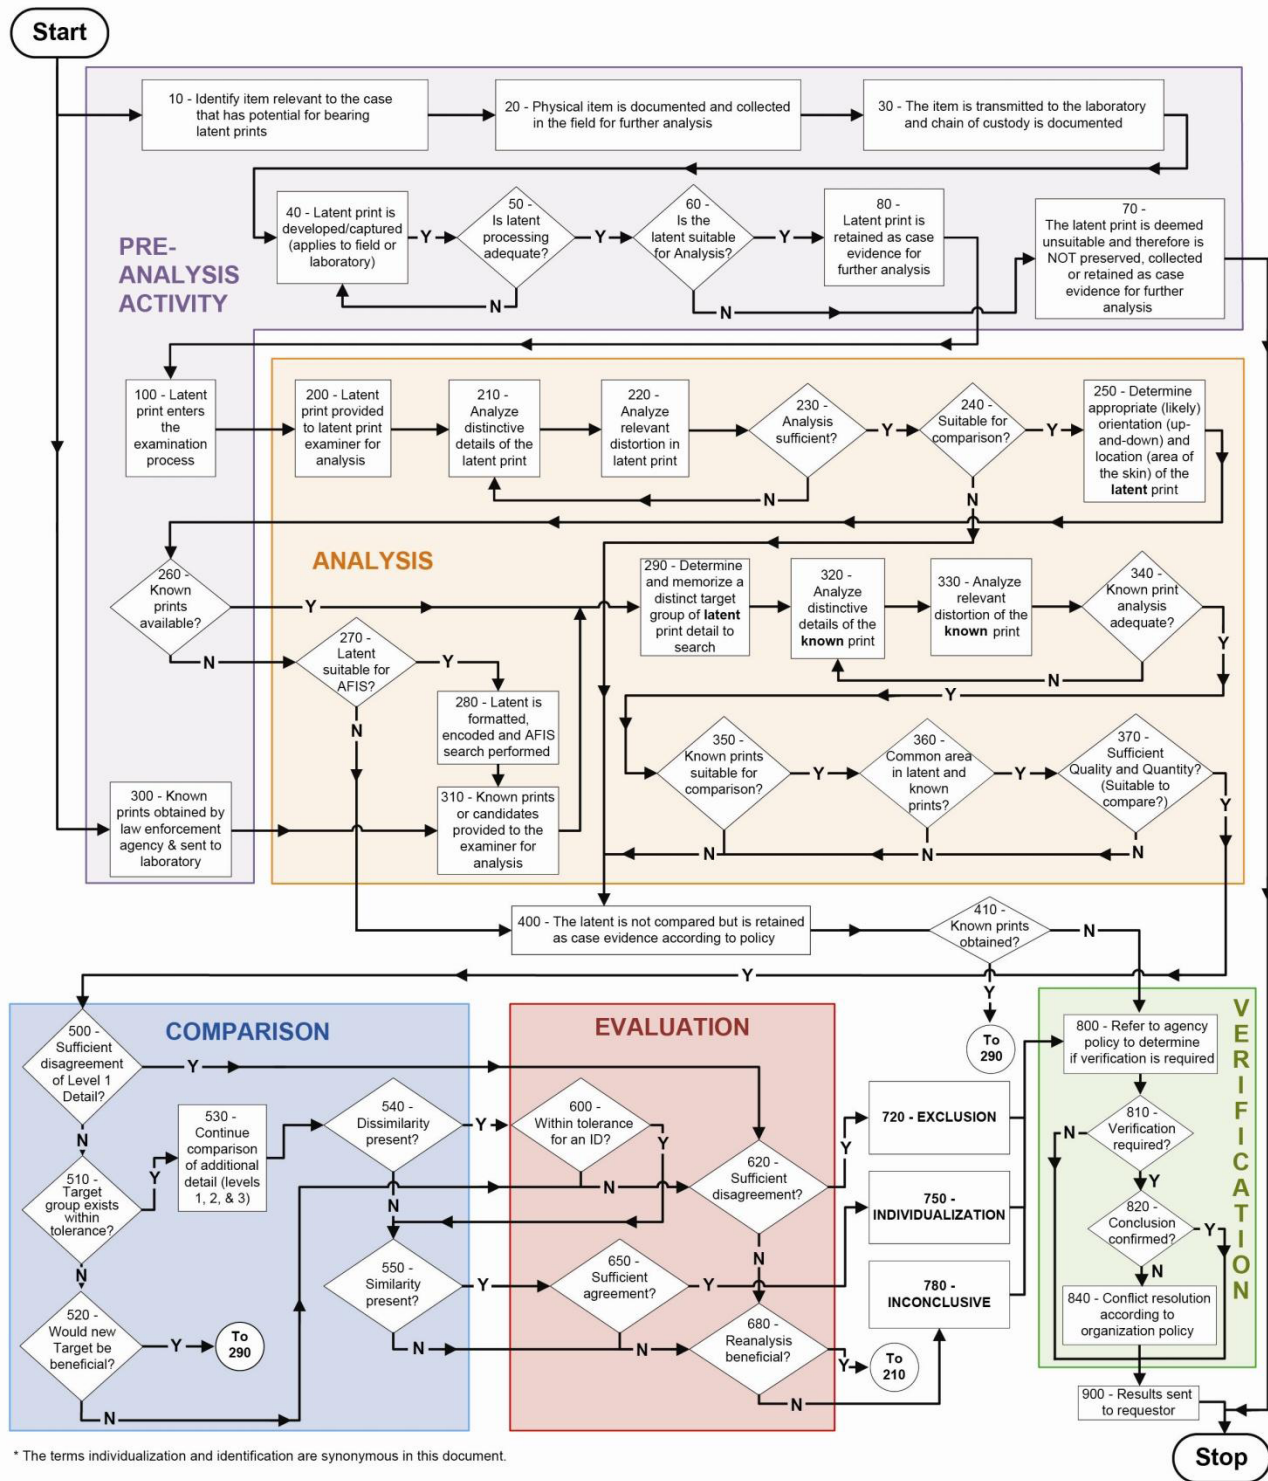 Start
10 - Identify item relevant to the case
that has potential for bearing
latent prints
20 - Physical item is documented and collected
in the field for further analysis
30 - The item is transmitted to the laboratory
and chain of custody is documented
PRE-
ANALYSIS
ACTIVITY
40 - Latent print is
developed/captured
(applies to field or
laboratory)
Y
50 -
Is latent
processing
adequate?
N
Y
60 -
Is the
latent suitable
for Analysis?
N
Y
80 -
Latent print is
retained as case
evidence for
further analysis
70 -
The latent print is deemed
unsuitable and therefore is
NOT preserved, collected
or retained as case
evidence for further
analysis
100 - Latent
print enters
the
examination
process
200 - Latent
print provided
to latent print
examiner for
analysis
210 -
Analyze
distinctive
details of the
latent print
220 -
Analyze
relevant
distortion in
latent print
230 -
Analysis
sufficient?
N
Y
240 -
Suitable for
comparison?
N
Y
250 - Determine
appropriate (likely)
orientation (up-
and-down) and
location (area of
the skin) of the
latent print
ANALYSIS
260 -
Known
prints
available?
Y
N
270 -
Latent
suitable for
AFIS?
Y
N
280 - Latent is
formatted,
encoded and AFIS
search performed
290 - Determine
and memorize a
distinct target
group of latent
print detail to
search
320 -
Analyze
distinctive
details of the
known print
330 - Analyze
relevant
distortion of the
known print
340 -
Known print
analysis
adequate?
N
Y
Y
300 - Known
prints obtained by
law enforcement
agency & sent to
laboratory
310 - Known prints
or candidates
provided to the
examiner for
analysis
350 -
Known prints
suitable for
comparison?
N
Y
360 -
Common area
in latent and
known
prints?
N
Y
370 -
Sufficient
Quality and Quantity?
(Suitable to
compare?)
N
Y
400 - The latent is not compared but is retained
as case evidence according to policy
410 -
Known prints
obtained?
N
Y
To
290
Y
COMPARISON
500 -
Sufficient
disagreement
of Level 1
Detail?
Y
N
510 -
Target
group exists
within
tolerance?
Y
N
530 -
Continue
comparison
of additional
detail (levels
1, 2, & 3)
540 -
Dissimilarity
present?
Y
N
550 -
Similarity
present?
Y
N
520 -
Would new
Target be
beneficial?
Y
To
290
N
EVALUATION
600 -
Within tolerance
for an ID?
Y
N
620 -
Sufficient
disagreement?
Y
N
650 -
Sufficient
agreement?
Y
N
680 -
Reanalysis
beneficial?
Y
To
210
N
720 - EXCLUSION
750 -
INDIVIDUALIZATION
780 -
INCONCLUSIVE
VERIFICATION
800 - Refer to agency
policy to determine
if verification is
required
810 -
Verification
required?
N
Y
820 -
Conclusion
confirmed?
Y
N
840 - Conflict resolution
according to
organization policy
900 - Results sent
to requestor
Stop
* The terms individualization and identification are synonymous in this document.